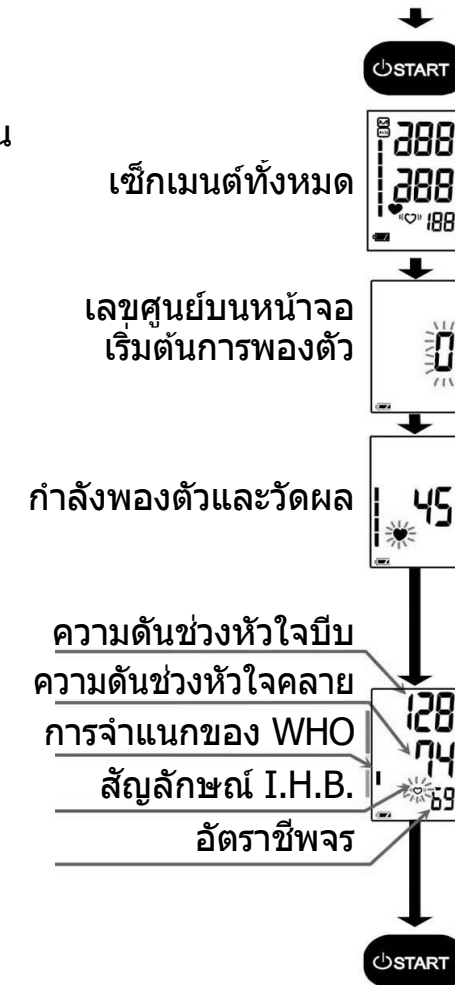 START
น
เซ็กเมนต์ทั้งหมด
288
288
188
เลขศูนย์บนหน้าจอ
เริ่มต้นการพองตัว
0
กำลังพองตัวและวัดผล
45
ความดันช่วงหัวใจบีบ
128
ความดันช่วงหัวใจคลาย
74
การจำแนกของ WHO
สัญลักษณ์ I.H.B.
อัตราชีพจร
69
START